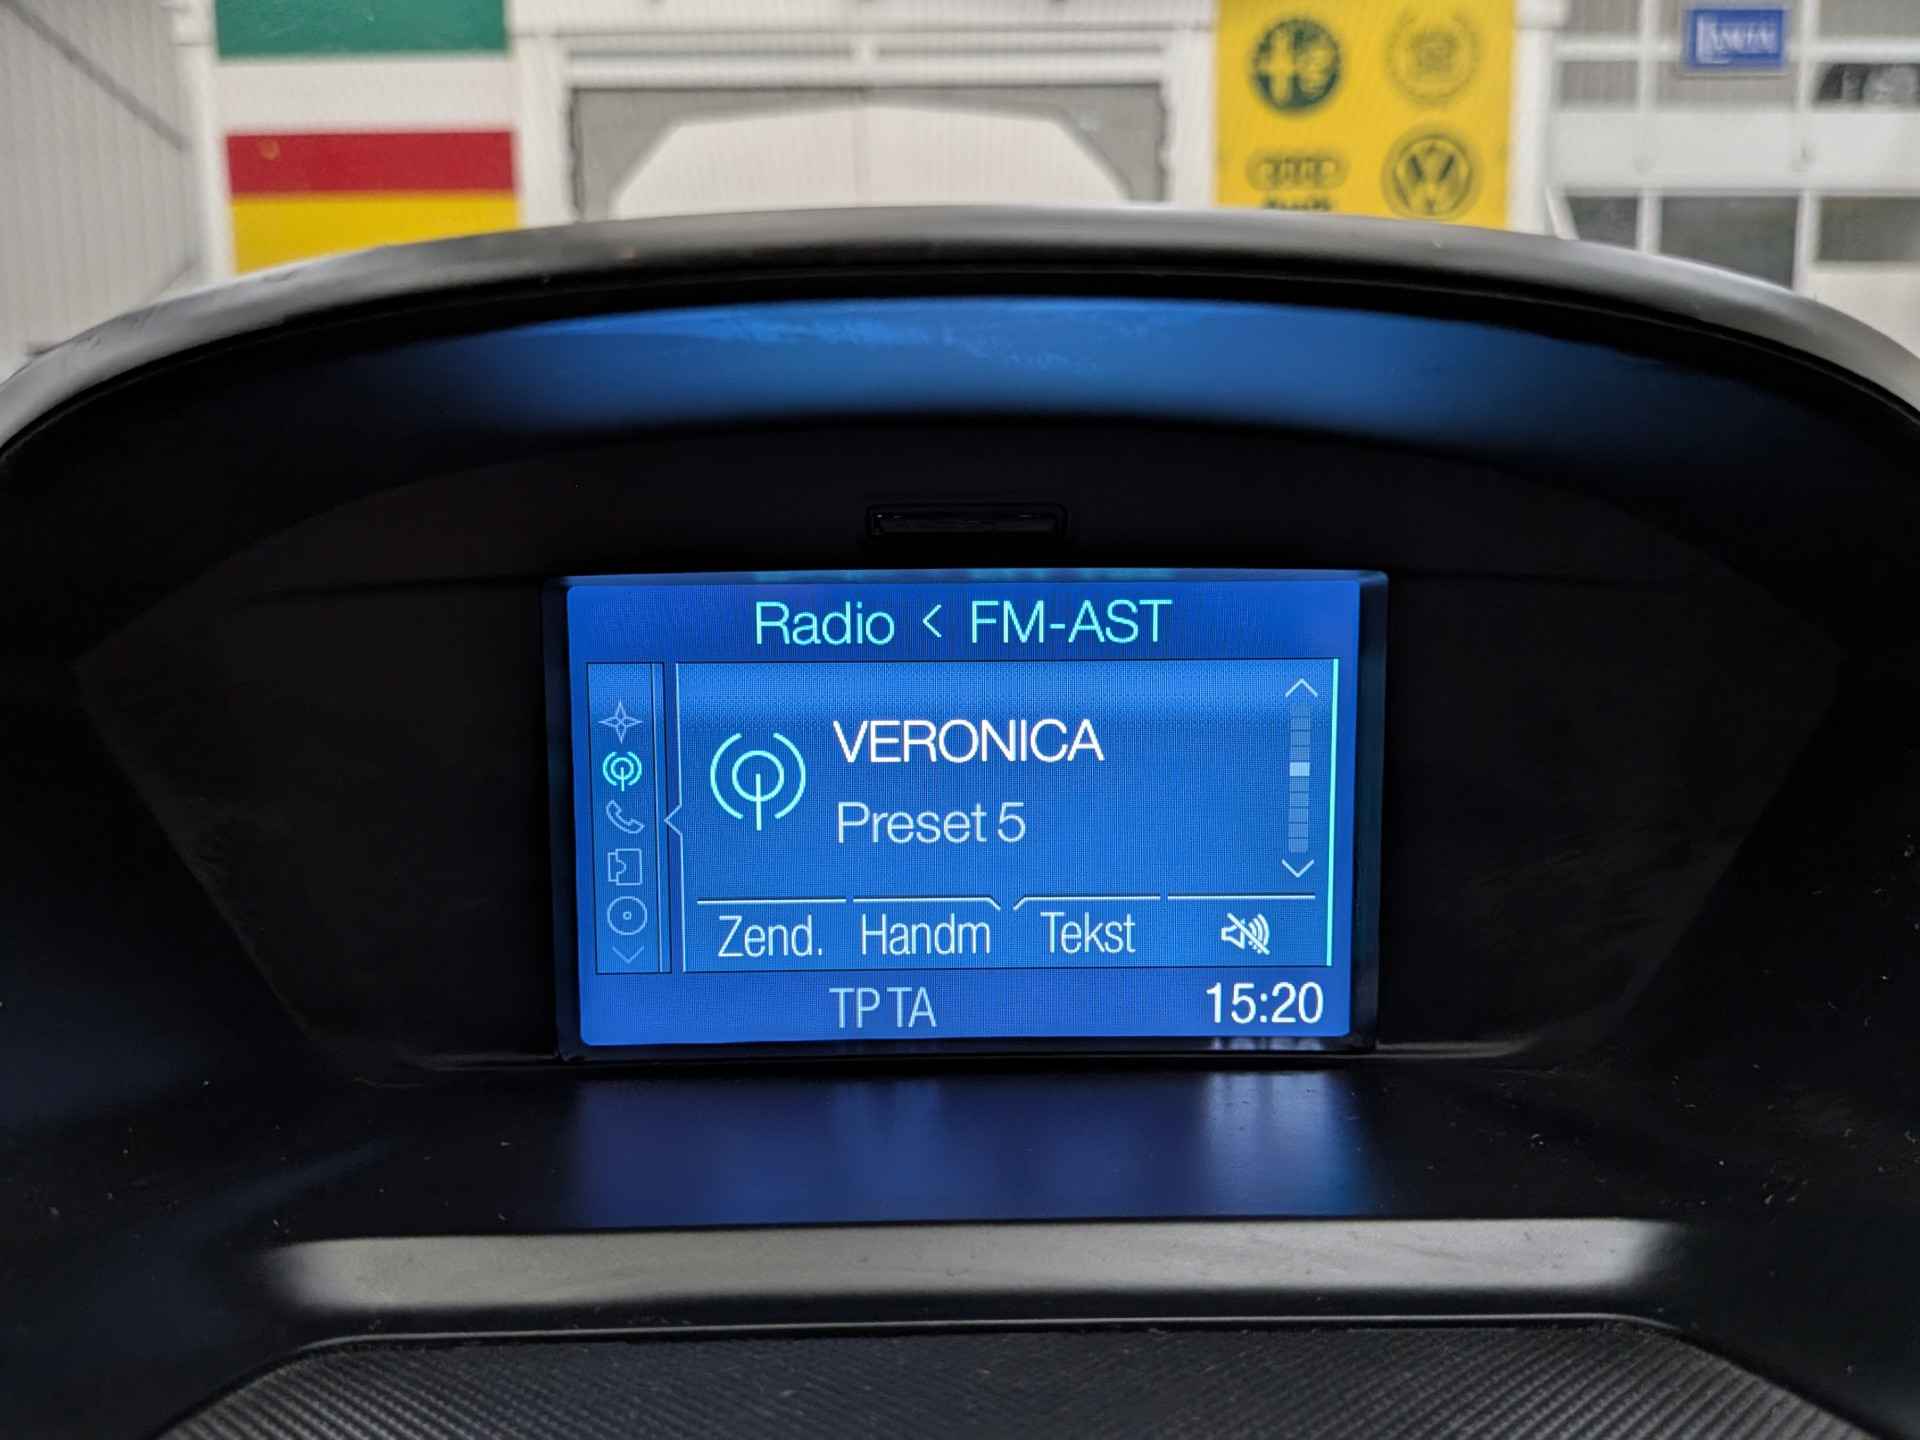 Radio < FM-AST
VERONICA
Preset 5
Zend. Handm Tekst
TP TA 15:20